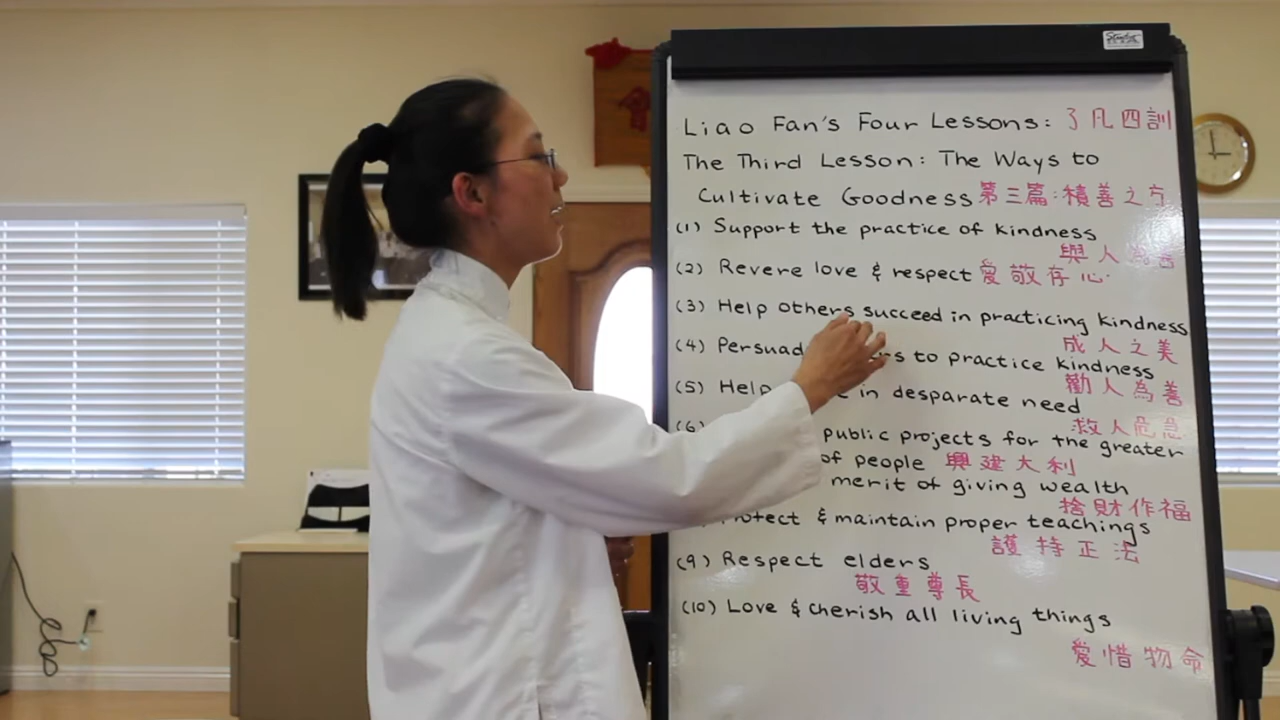 Studio
Liao Fan's Four Lessons: 了凡四訓
The Third Lesson: The Ways to
Cultivate Goodness 第三篇:積善之方
(1) Support the practice of kindness
與人為善
(2) Revere love & respect 愛敬存心
(3) Help others succeed in practicing kindness
成人之美
(4) Persuad rs to practice kindness
勸人為善
(5) Help in desparate need
救人危急
(6) public projects for the greater
of people 興建大利
merit of giving wealth
捨財作福
Protect & maintain proper teachings
護持正法
(9) Respect elders
敬重尊長
(10) Love & cherish all living things
愛惜物命